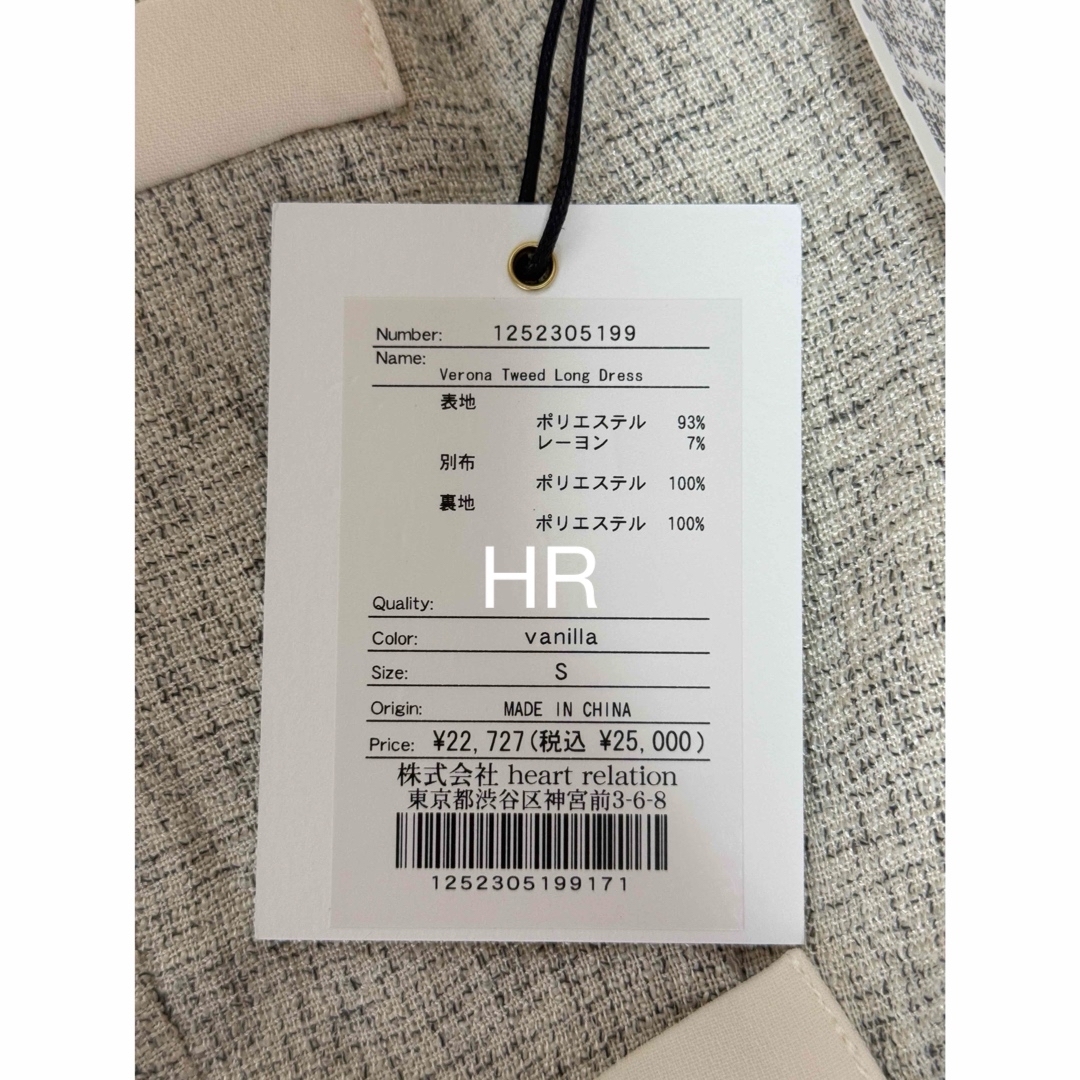 Number: 1252305199
Name:
Verona Tweed Long Dress
表地
ポリエステル 93%
レーヨン 7%
別布
ポリエステル 100%
裏地
ポリエステル 100%
HR
Quality:
Color: vanilla
Size: S
Origin: MADE IN CHINA
Price: ¥22,727(税込 ¥25,000)
株式会社 heart relation
東京都渋谷区神宮前3-6-8
1252305199171